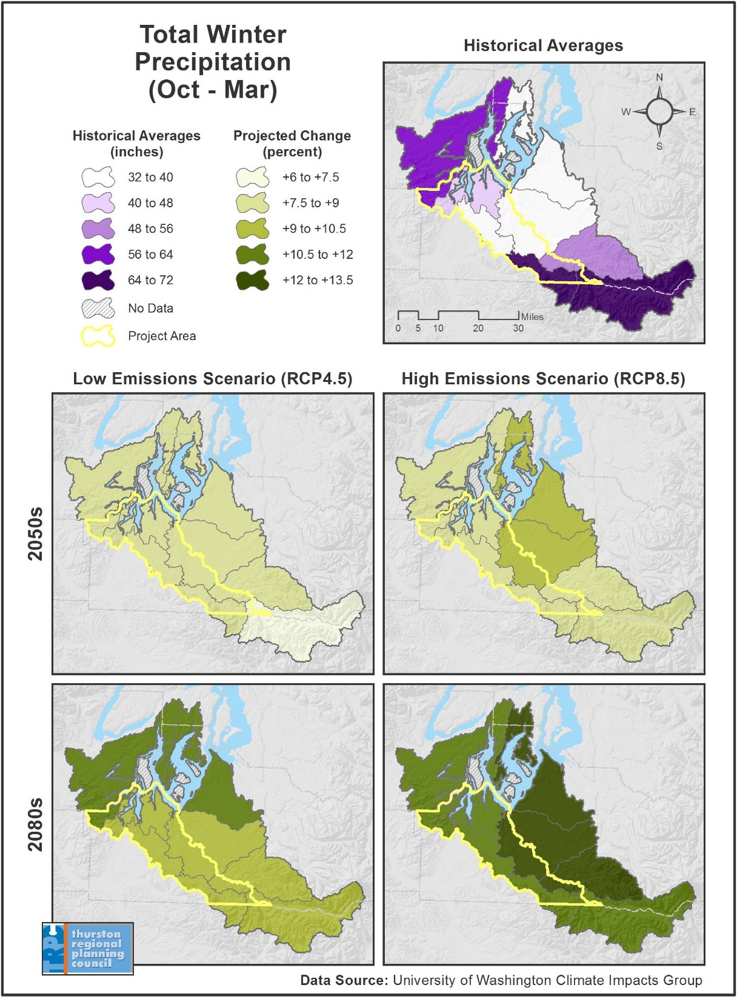 Total Winter
Precipitation
(Oct - Mar)
Historical Averages
(inches)
32 to 40
40 to 48
48 to 56
56 to 64
64 to 72
No Data
Project Area
Projected Change
(percent)
+6 to +7.5
+7.5 to +9
+9 to +10.5
+10.5 to +12
+12 to +13.5
Historical Averages
N
W E
S
Miles
0 5 10 20 30
Low Emissions Scenario (RCP4.5)
High Emissions Scenario (RCP8.5)
2050s
2080s
TRPC
thurston
regional
planning
council
Data Source: University of Washington Climate Impacts Group